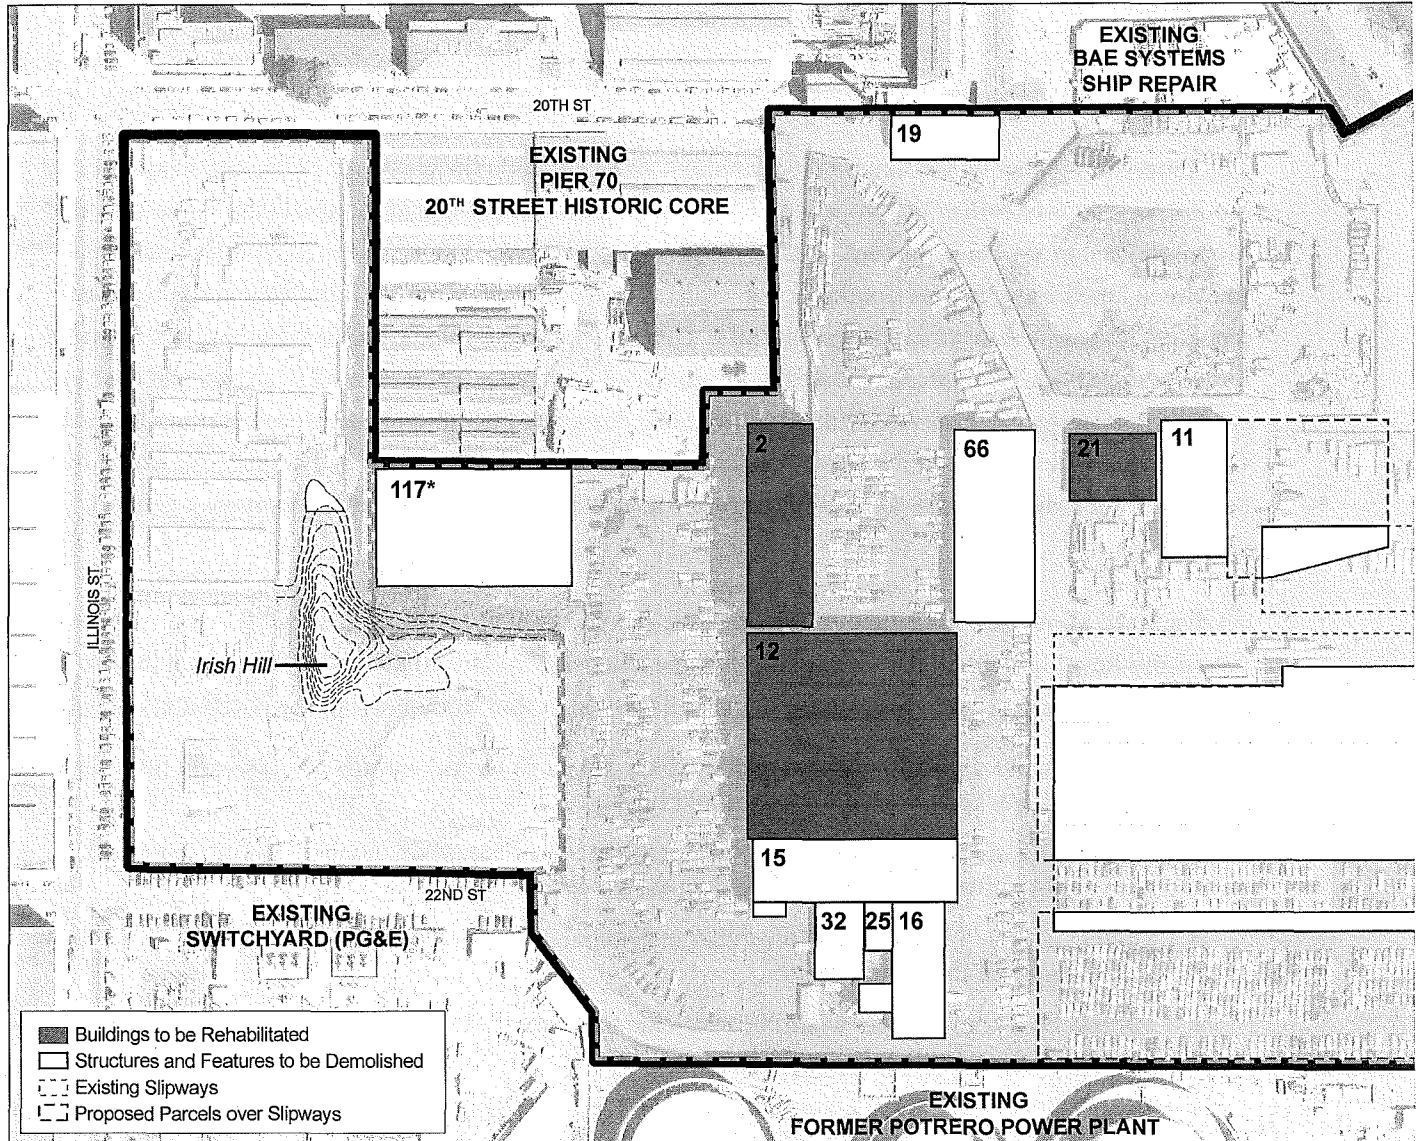 EXISTING
BAE SYSTEMS
SHIP REPAIR
20TH ST
19
EXISTING
PIER 70
20TH STREET HISTORIC CORE
2
66
21
11
117*
ILLINOIS ST
Irish Hill
12
15
22ND ST
EXISTING
SWITCHYARD (PG&E)
32
25
16
Buildings to be Rehabilitated
Structures and Features to be Demolished
Existing Slipways
Proposed Parcels over Slipways
EXISTING
FORMER POTRERO POWER PLANT